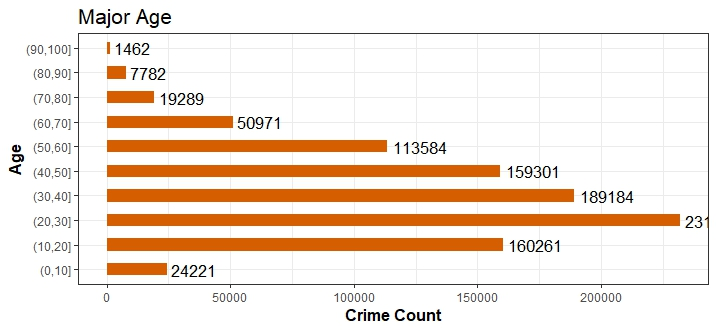 Major Age
(90,100] 1462
(80,90] 7782
(70,80] 19289
(60,70] 50971
(50,60] 113584
(40,50] 159301
(30,40] 189184
(20,30] 231
(10,20] 160261
(0,10] 24221
Age
0 50000 100000 150000 200000
Crime Count